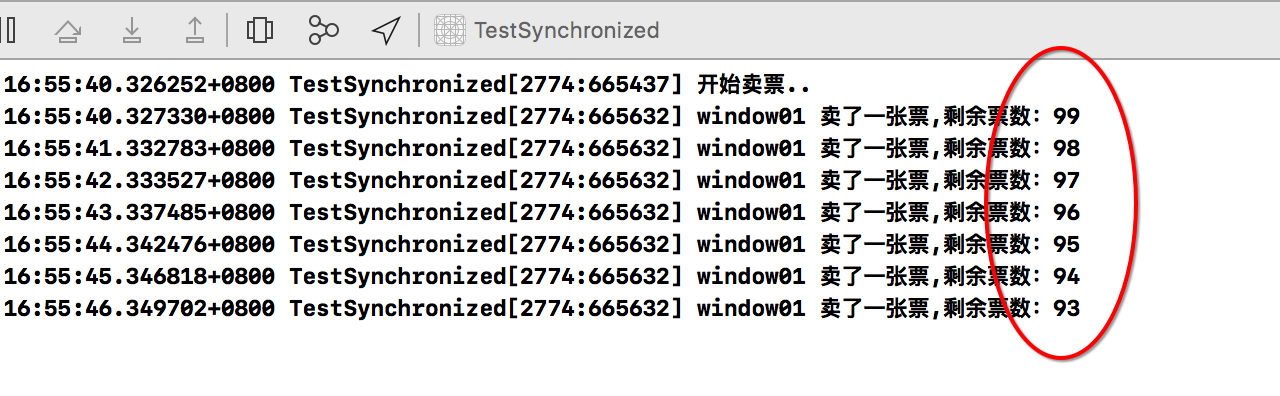 TestSynchronized
16:55:40.326252+0800 TestSynchronized[2774:665437] 开始卖票..
16:55:40.327330+0800 TestSynchronized[2774:665632] window01 卖了一张票,剩余票数：99
16:55:41.332783+0800 TestSynchronized[2774:665632] window01 卖了一张票,剩余票数：98
16:55:42.333527+0800 TestSynchronized[2774:665632] window01 卖了一张票,剩余票数：97
16:55:43.337485+0800 TestSynchronized[2774:665632] window01 卖了一张票,剩余票数：96
16:55:44.342476+0800 TestSynchronized[2774:665632] window01 卖了一张票,剩余票数：95
16:55:45.346818+0800 TestSynchronized[2774:665632] window01 卖了一张票,剩余票数：94
16:55:46.349702+0800 TestSynchronized[2774:665632] window01 卖了一张票,剩余票数：93